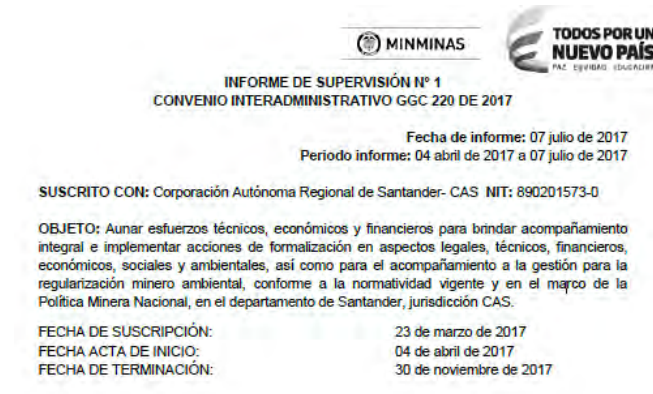 MINMINAS
TODOS POR UN
NUEVO PAÍS
PAZ EQUIDAD EDUCACIÓN
INFORME DE SUPERVISIÓN Nº 1
CONVENIO INTERADMINISTRATIVO GGC 220 DE 2017
Fecha de informe: 07 julio de 2017
Periodo informe: 04 abril de 2017 a 07 julio de 2017
SUSCRITO CON: Corporación Autónoma Regional de Santander- CAS NIT: 890201573-0
OBJETO: Aunar esfuerzos técnicos, económicos y financieros para brindar acompañamiento
integral e implementar acciones de formalización en aspectos legales, técnicos, financieros,
económicos, sociales y ambientales, así como para el acompañamiento a la gestión para la
regularización minero ambiental, conforme a la normatividad vigente y en el marco de la
Política Minera Nacional, en el departamento de Santander, jurisdicción CAS.
FECHA DE SUSCRIPCIÓN: 23 de marzo de 2017
FECHA ACTA DE INICIO: 04 de abril de 2017
FECHA DE TERMINACIÓN: 30 de noviembre de 2017